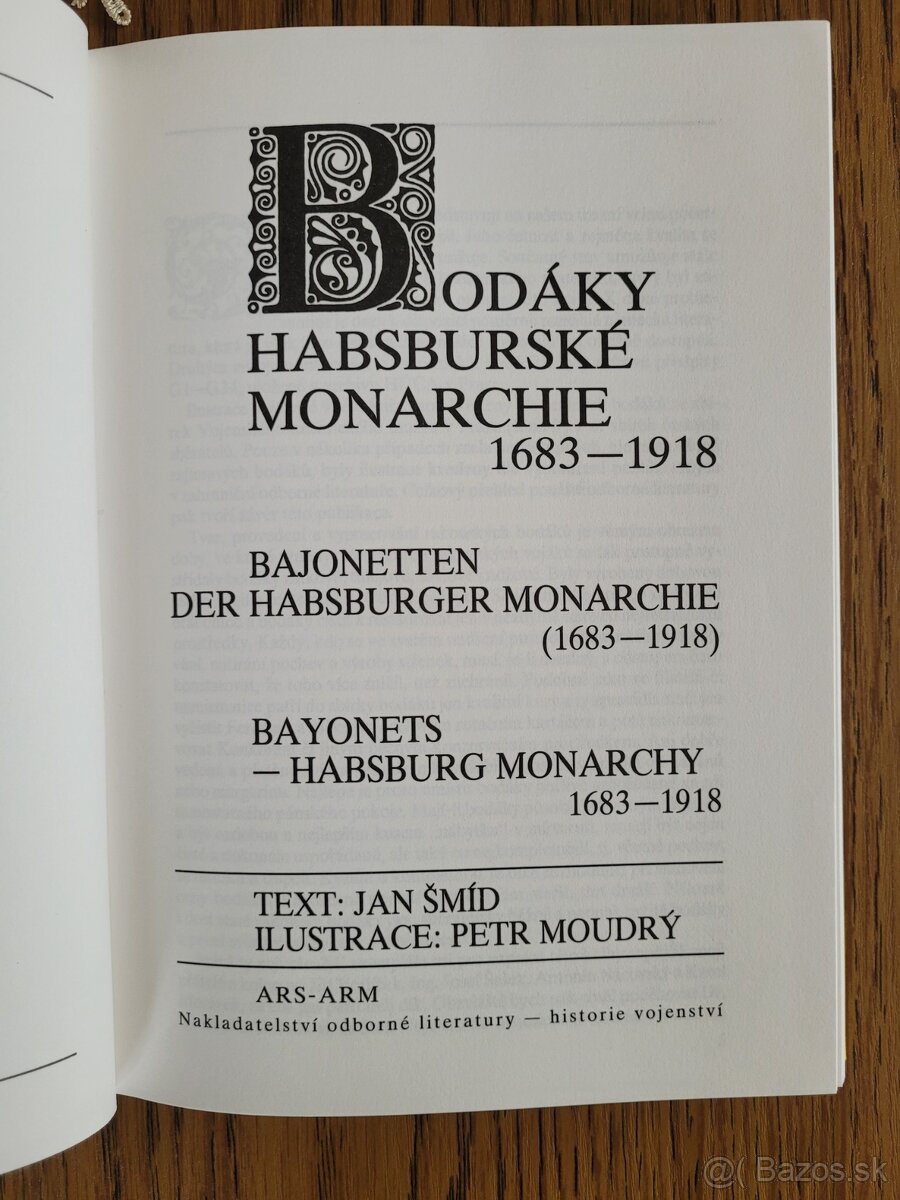 BODÁKY
HABSBURSKÉ
MONARCHIE
1683—1918
BAJONETTEN
DER HABSBURGER MONARCHIE
(1683—1918)
BAYONETS
— HABSBURG MONARCHY
1683—1918
TEXT: JAN ŠMÍD
ILUSTRACE: PETR MOUDRÝ
ARS-ARM
Nakladatelství odborné literatury — historie vojenství
@( Bazos.sk